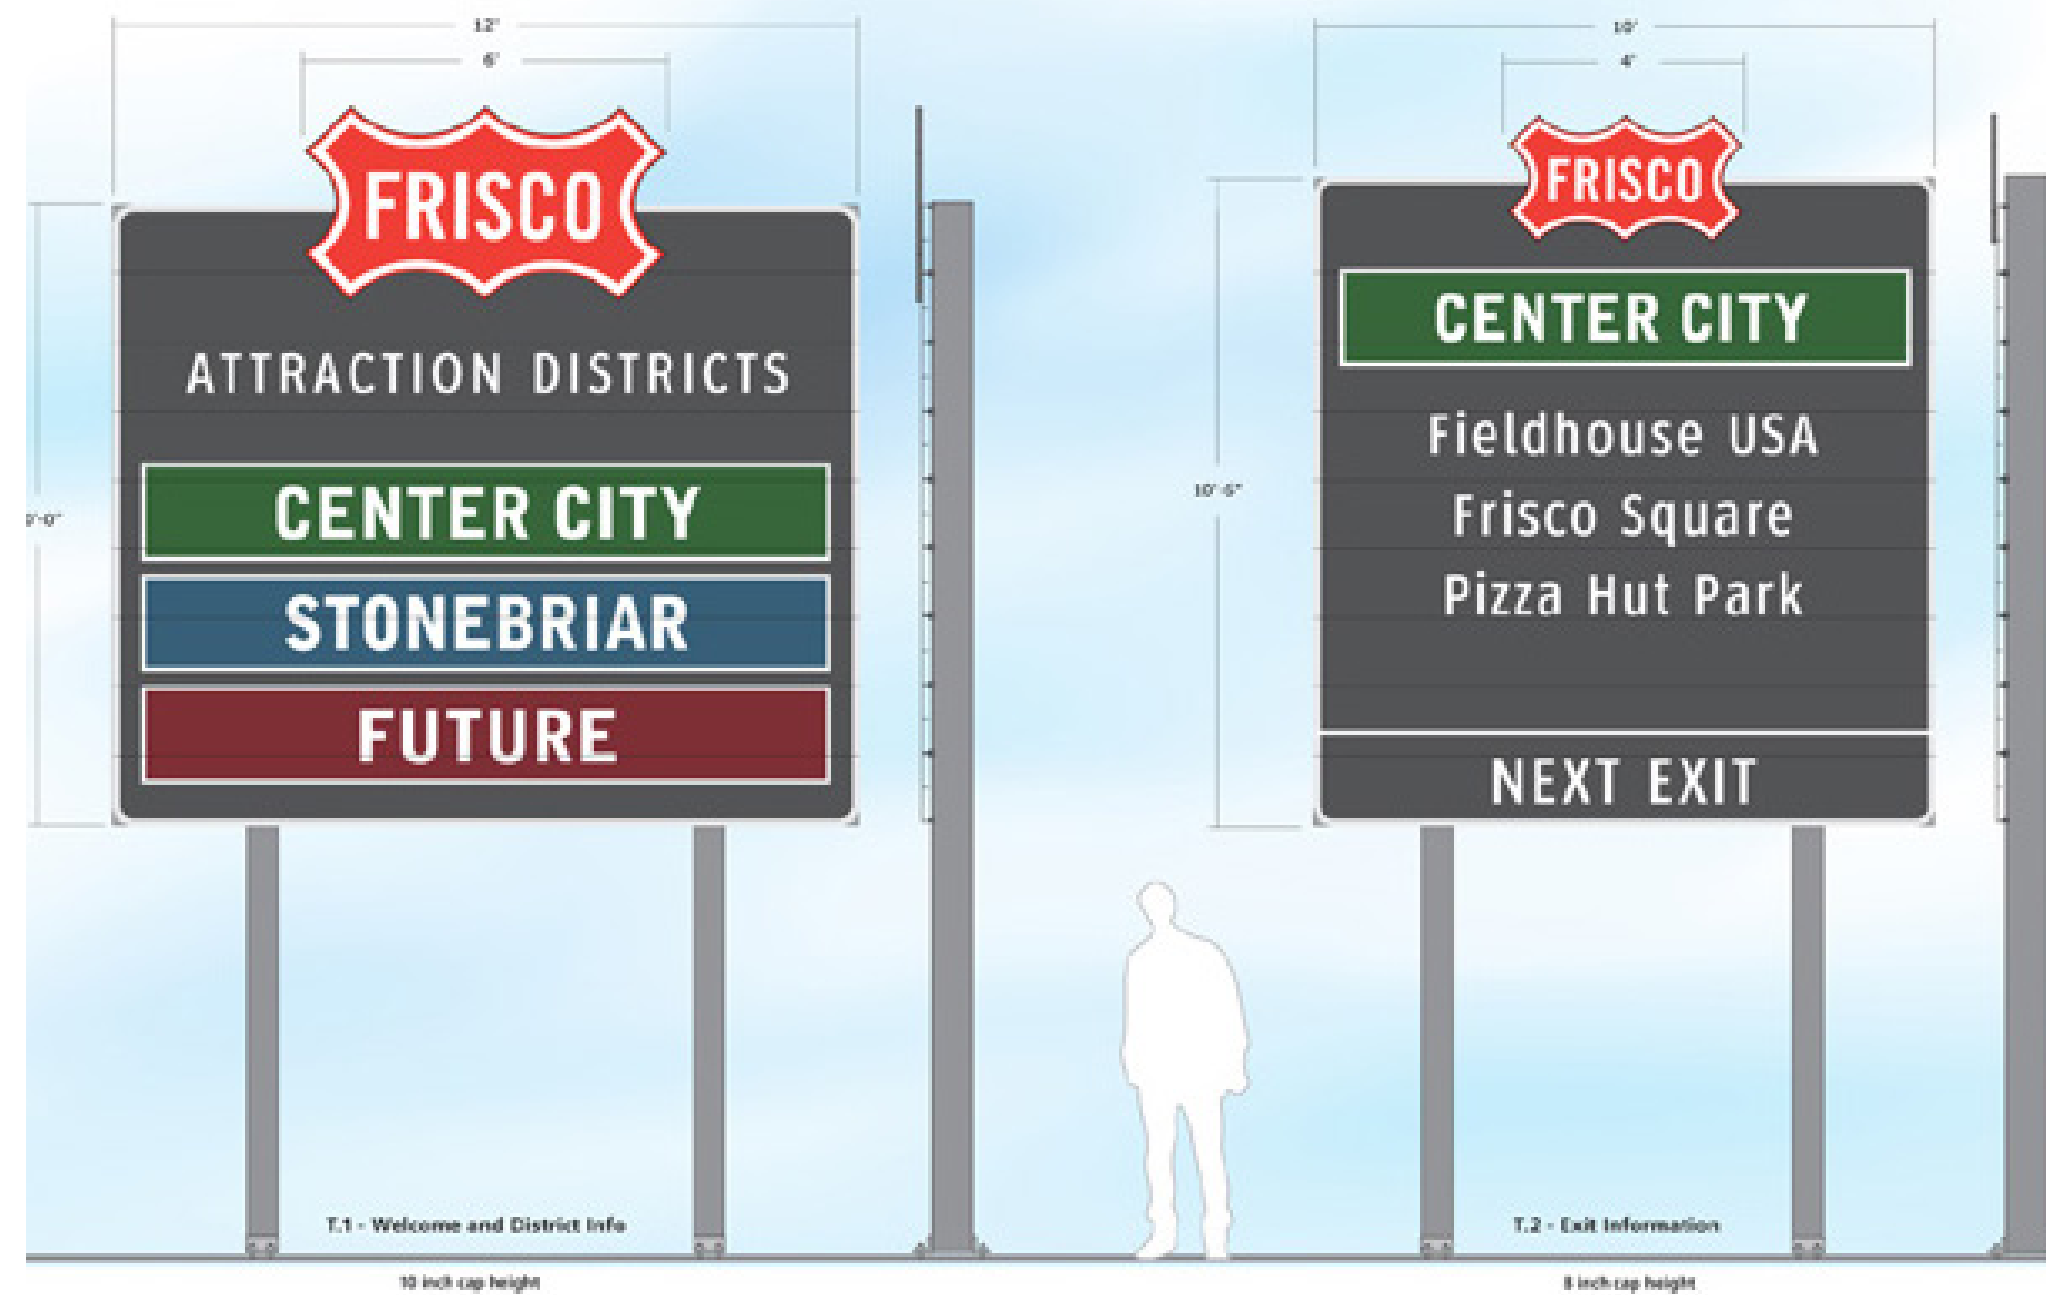 12'
6'
FRISCO
ATTRACTION DISTRICTS
CENTER CITY
STONEBRIAR
FUTURE
T.1 - Welcome and District Info
10 inch cap height
10'
4'
FRISCO
CENTER CITY
Fieldhouse USA
Frisco Square
Pizza Hut Park
NEXT EXIT
10'-6"
T.2 - Exit Information
8 inch cap height